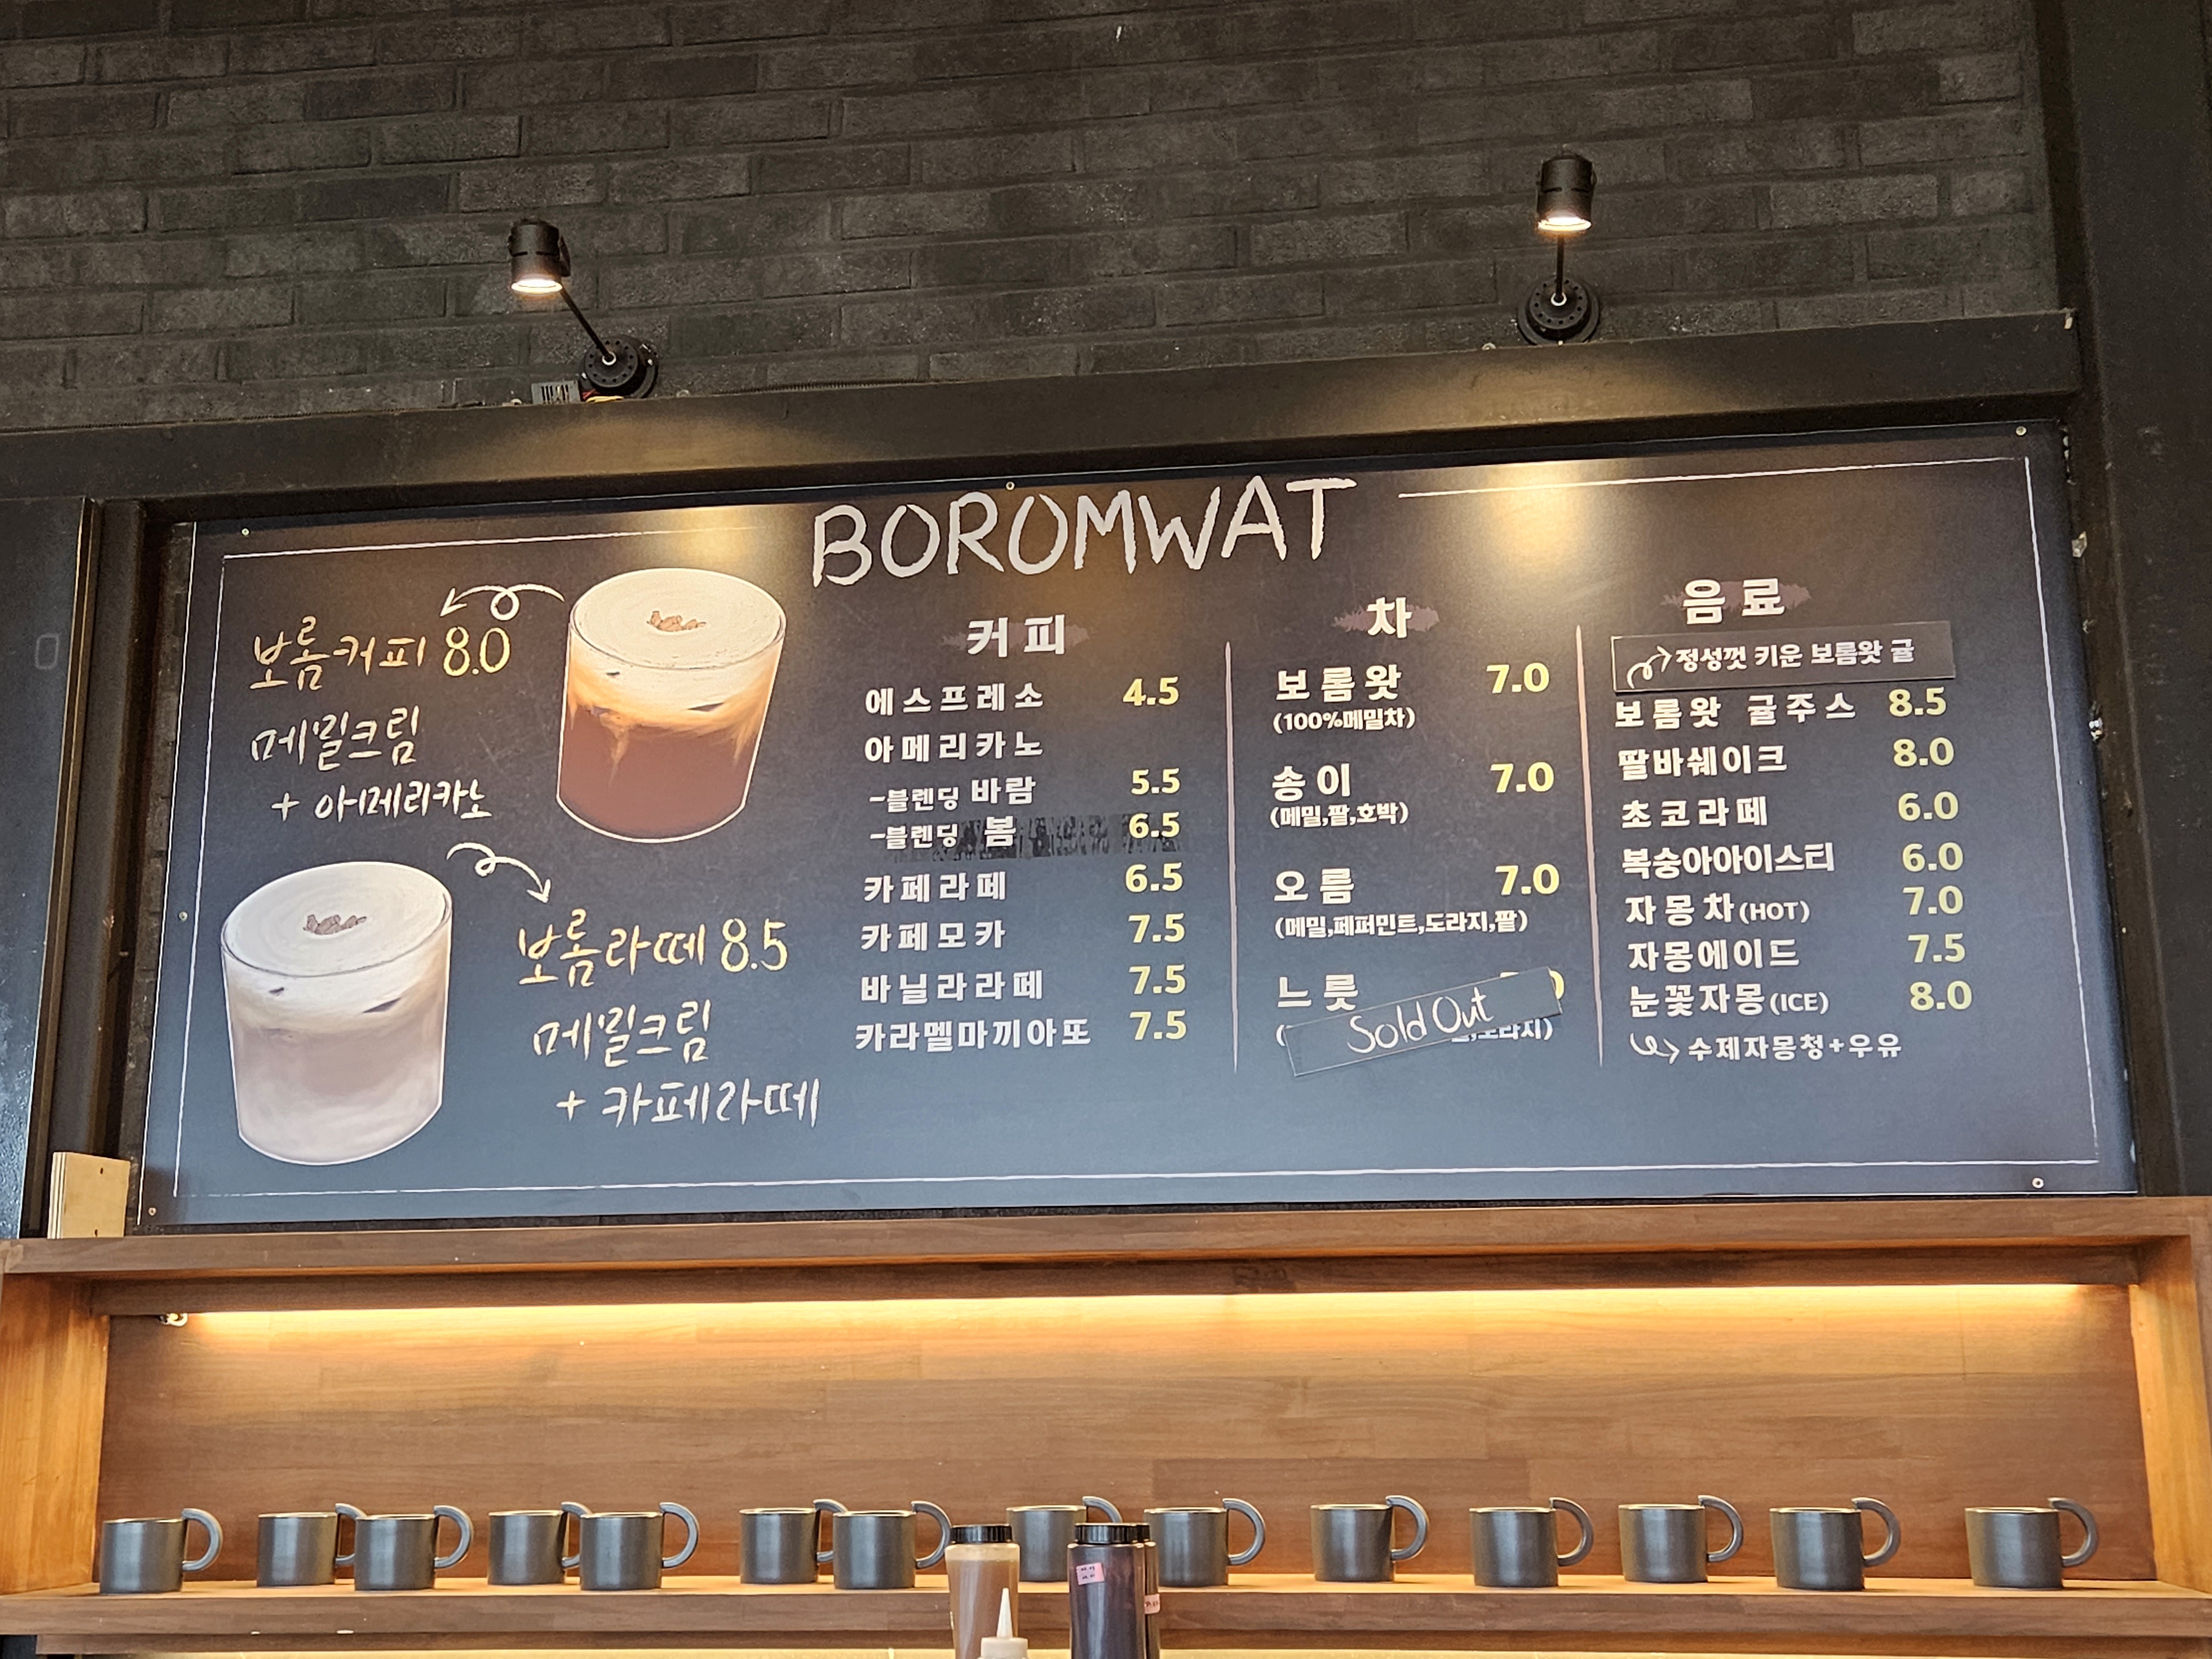 BOROMWAT
보롬커피 8.0
메밀크림
+ 아메리카노
보롬라떼 8.5
메밀크림
+ 카페라떼
커피
에스프레소 4.5
아메리카노
-블렌딩 바람 5.5
-블렌딩 봄 6.5
카페라떼 6.5
카페모카 7.5
바닐라라떼 7.5
카라멜마끼아또 7.5
차
보롬왓 7.0
(100%메밀차)
송이 7.0
(메밀,팥,호박)
오름 7.0
(메밀,페퍼민트,도라지,팥)
느릇
Sold Out
음료
정성껏 키운 보롬왓 귤
보롬왓 귤주스 8.5
딸바쉐이크 8.0
초코라떼 6.0
복숭아아이스티 6.0
자몽차(HOT) 7.0
자몽에이드 7.5
눈꽃자몽(ICE) 8.0
수제자몽청+우유